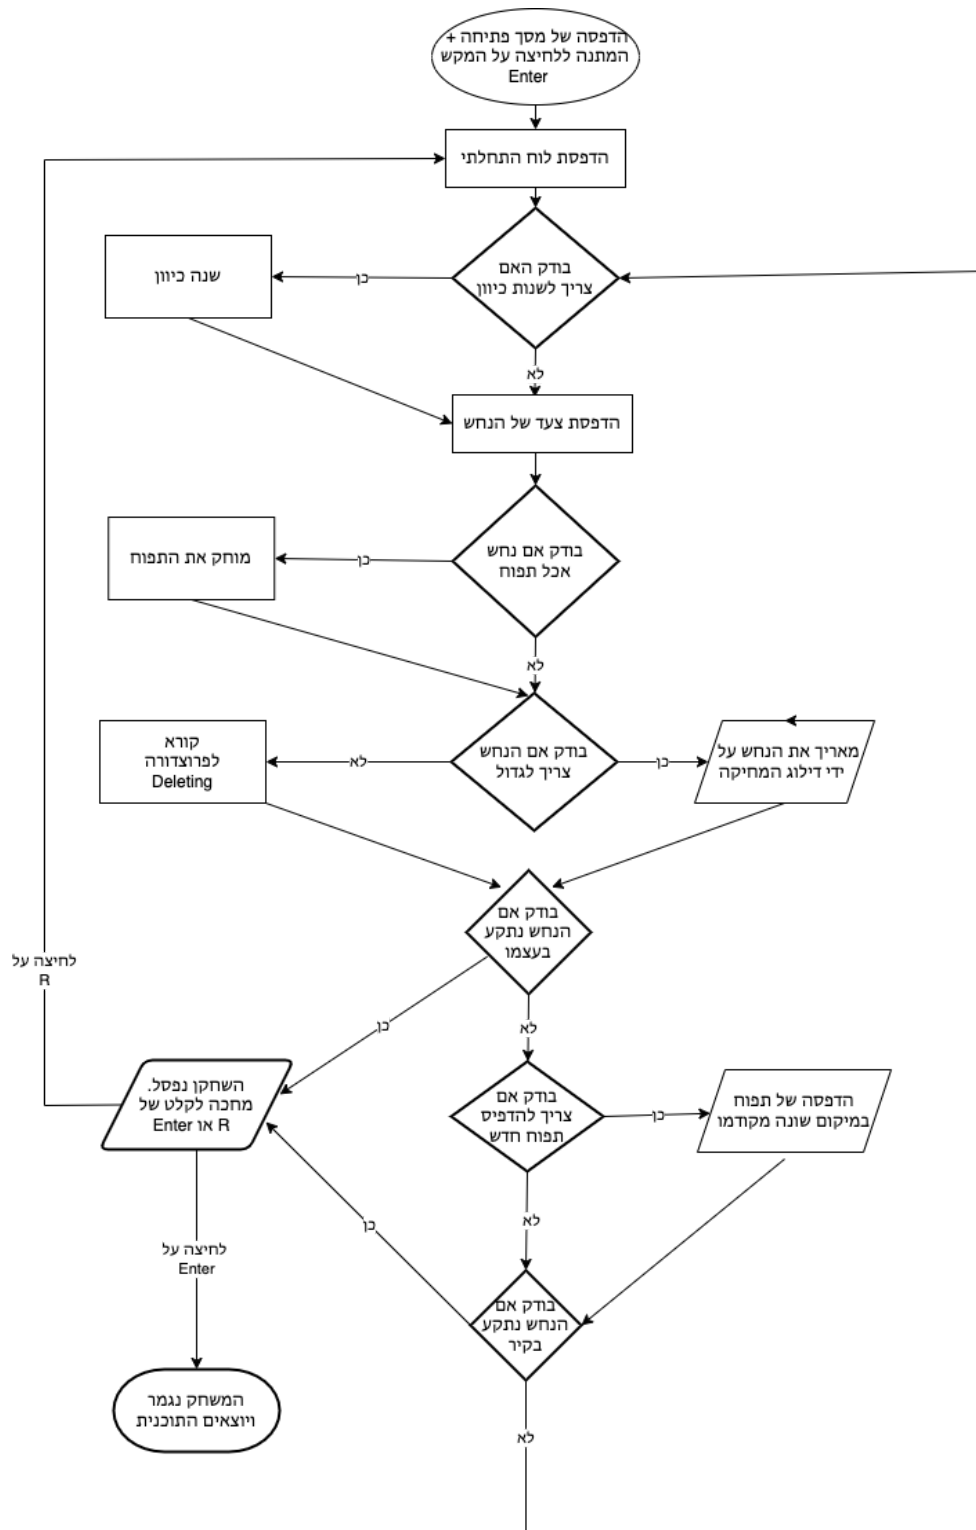 הדפסה של מסך פתיחה +
המתנה ללחיצה על המקש
Enter
הדפסת לוח התחלתי
בודק האם
צריך לשנות כיוון
כן
שנה כיוון
לא
הדפסת צעד של הנחש
בודק אם נחש
אכל תפוח
כן
מוחק את התפוח
לא
בודק אם הנחש
צריך לגדול
כן
מאריך את הנחש על
ידי דילוג המחיקה
לא
קורא
לפרוצדורה
Deleting
בודק אם
הנחש נתקע
בעצמו
כן
לא
לחיצה על
R
השחקן נפסל.
מחכה לקלט של
R או Enter
בודק אם
צריך להדפיס
תפוח חדש
כן
הדפסה של תפוח
במיקום שונה מקודמו
לא
כן
לחיצה על
Enter
בודק אם
הנחש נתקע
בקיר
המשחק נגמר
ויוצאים התוכנית
לא